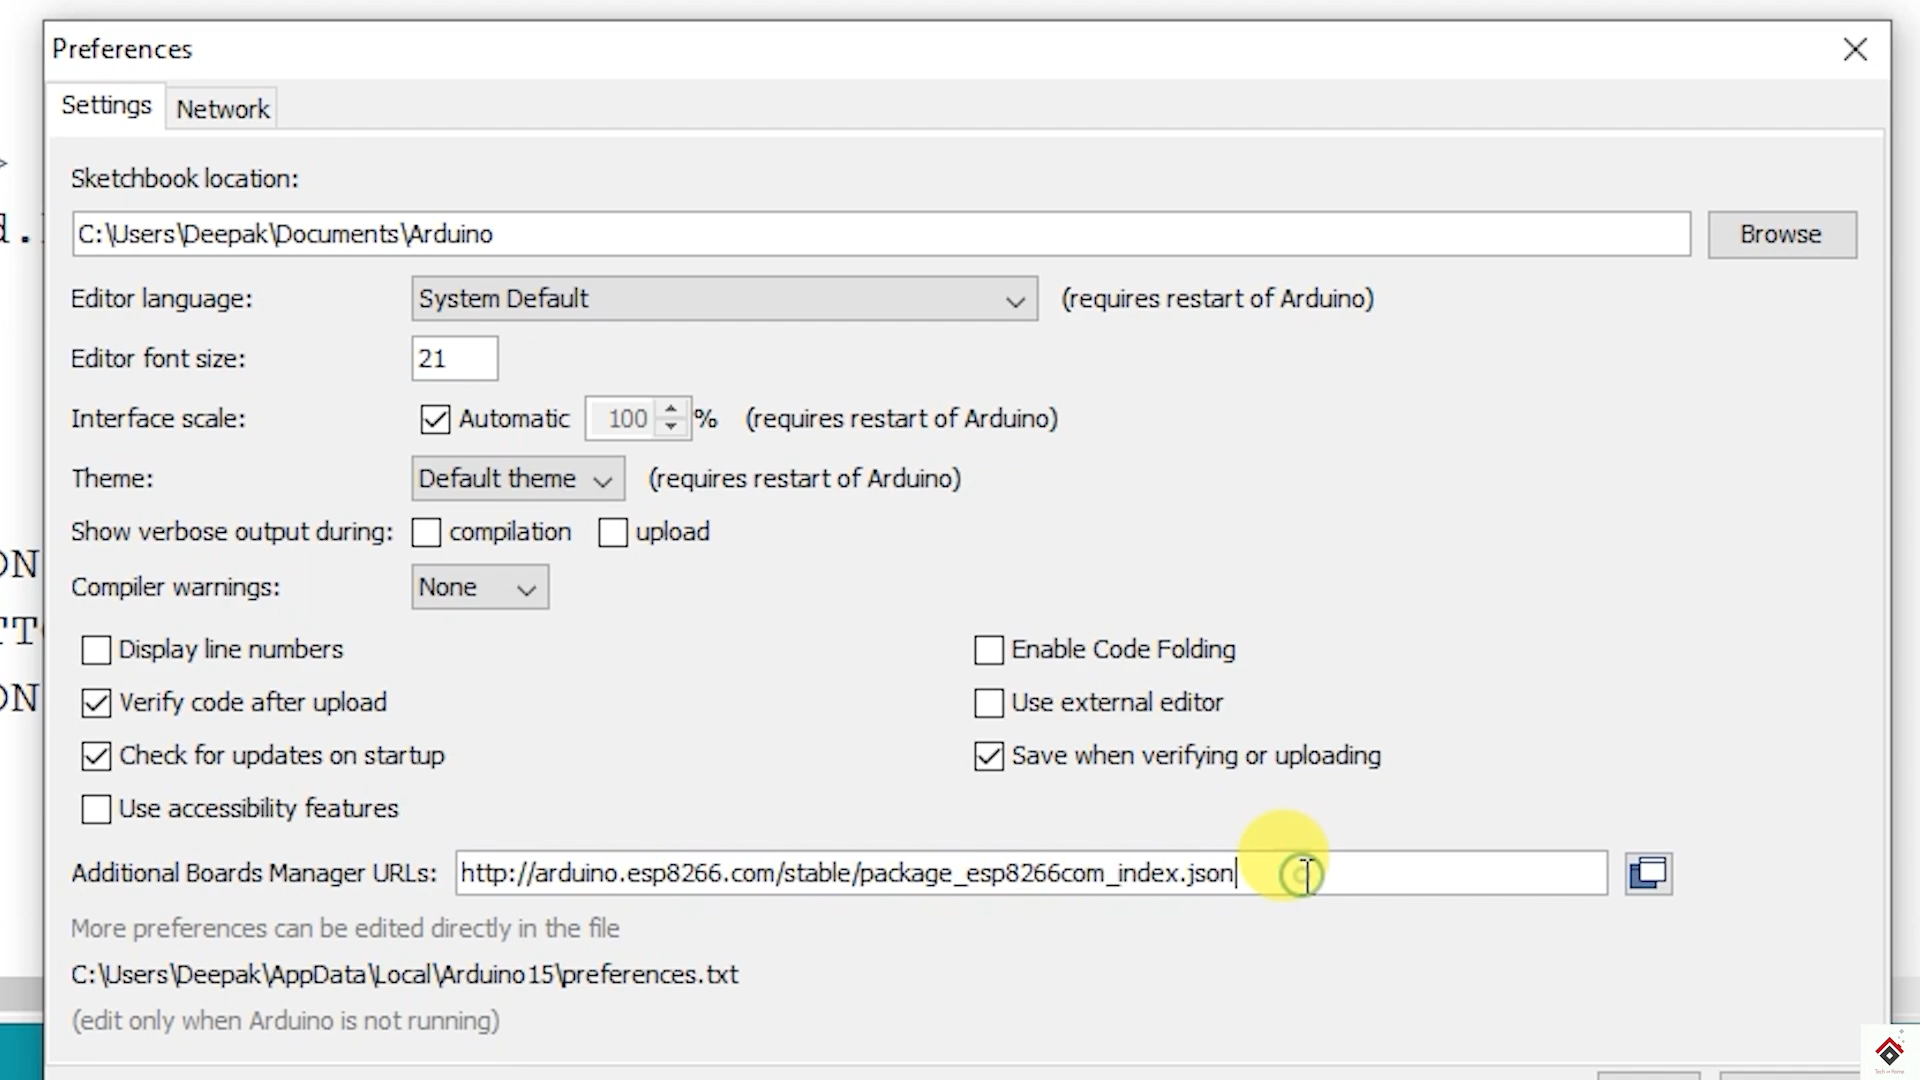 Preferences
Settings
Network
Sketchbook location:
C:\Users\Deepak\Documents\Arduino
Browse
Editor language:
System Default
(requires restart of Arduino)
Editor font size:
21
Interface scale:
Automatic
100
%
(requires restart of Arduino)
Theme:
Default theme
(requires restart of Arduino)
Show verbose output during:
compilation
upload
Compiler warnings:
None
Display line numbers
Enable Code Folding
Verify code after upload
Use external editor
Check for updates on startup
Save when verifying or uploading
Use accessibility features
Additional Boards Manager URLs:
http://arduino.esp8266.com/stable/package_esp8266com_index.json
More preferences can be edited directly in the file
C:\Users\Deepak\AppData\Local\Arduino15\preferences.txt
(edit only when Arduino is not running)